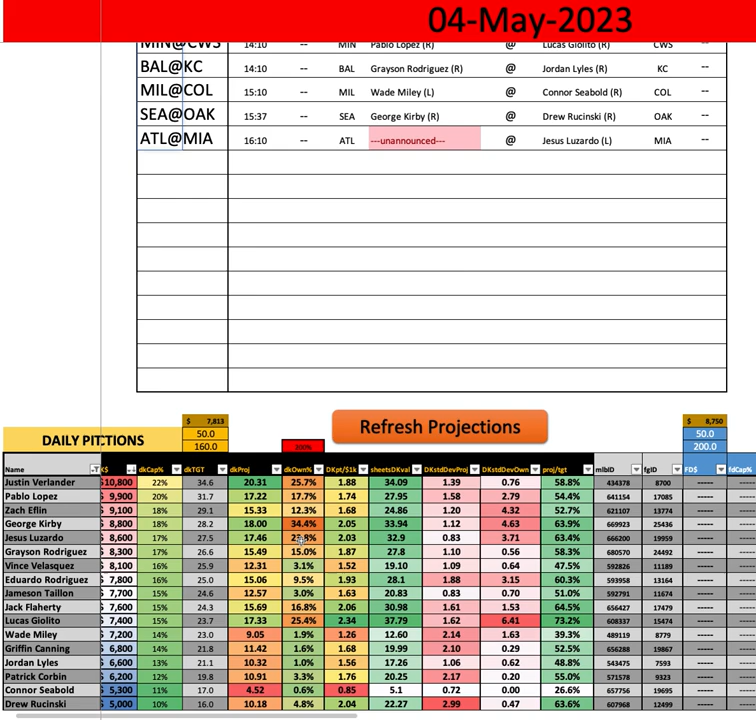 04-May-2023
MIN@CWS 14:10 -- MIN Pablo Lopez (R) @ Lucas Giolito (R) CWS --
BAL@KC 14:10 -- BAL Grayson Rodriguez (R) @ Jordan Lyles (R) KC --
MIL@COL 15:10 -- MIL Wade Miley (L) @ Connor Seabold (R) COL --
SEA@OAK 15:37 -- SEA George Kirby (R) @ Drew Rucinski (R) OAK --
ATL@MIA 16:10 -- ATL ---unannounced--- @ Jesus Luzardo (L) MIA --
$ 7,813 $ 8,750
Refresh Projections
50.0 50.0
DAILY PITCTIONS
160.0 200% 200.0
Name K$ dkCap% dkTGT dkProj dkOwn% DKpt/$1k sheetsDKval DKstdDevProj DKstdDevOwn proj/tgt mlbID fgID FD$ fdCap%
Justin Verlander $10,800 22% 34.6 20.31 25.7% 1.88 34.09 1.39 0.76 58.8% 434378 8700 -----
Pablo Lopez $ 9,900 20% 31.7 17.22 17.7% 1.74 27.95 1.58 2.79 54.4% 641154 17085 -----
Zach Eflin $ 9,100 18% 29.1 15.33 12.3% 1.68 24.86 1.20 4.32 52.7% 621107 13774 -----
George Kirby $ 8,800 18% 28.2 18.00 34.4% 2.05 33.94 1.12 4.63 63.9% 669923 25436 -----
Jesus Luzardo $ 8,600 17% 27.5 17.46 2.03 32.9 0.83 3.71 63.4% 666200 19959 -----
Grayson Rodriguez $ 8,300 17% 26.6 15.49 15.0% 1.87 27.8 1.10 0.56 58.3% 680570 24492 -----
Vince Velasquez $ 8,100 16% 25.9 12.31 3.1% 1.52 19.10 1.09 0.64 47.5% 592826 11189 -----
Eduardo Rodriguez $ 7,800 16% 25.0 15.06 9.5% 1.93 28.1 1.88 3.15 60.3% 593958 13164 -----
Jameson Taillon $ 7,700 15% 24.6 12.57 3.0% 1.63 20.83 0.83 0.70 51.0% 592791 11674 -----
Jack Flaherty $ 7,600 15% 24.3 15.69 16.8% 2.06 30.98 1.61 1.53 64.5% 656427 17479 -----
Lucas Giolito $ 7,400 15% 23.7 17.33 25.4% 2.34 37.79 1.62 6.41 73.2% 608337 15474 -----
Wade Miley $ 7,200 14% 23.0 9.05 1.9% 1.26 12.60 2.14 1.63 39.3% 489119 8779 -----
Griffin Canning $ 6,800 14% 21.8 11.42 1.6% 1.68 19.99 2.10 0.29 52.5% 656288 19867 -----
Jordan Lyles $ 6,600 13% 21.1 10.32 1.0% 1.56 17.26 1.06 0.62 48.8% 543475 7593 -----
Patrick Corbin $ 6,200 12% 19.8 10.91 3.3% 1.76 20.25 2.17 0.20 55.0% 571578 9323 -----
Connor Seabold $ 5,300 11% 17.0 4.52 0.6% 0.85 5.1 0.72 0.00 26.6% 657756 19695 -----
Drew Rucinski $ 5,000 10% 16.0 10.18 4.8% 2.04 22.27 2.99 0.47 63.6% 607968 12499 -----